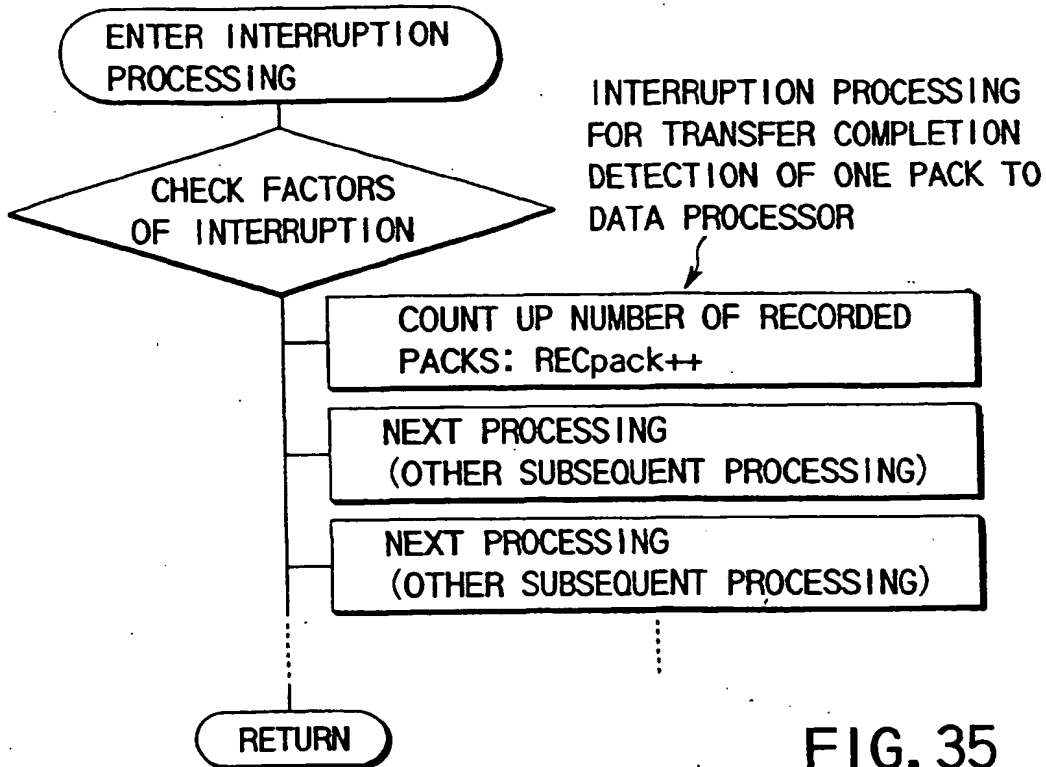 ENTER INTERRUPTION
PROCESSING
CHECK FACTORS
OF INTERRUPTION
INTERRUPTION PROCESSING
FOR TRANSFER COMPLETION
DETECTION OF ONE PACK TO
DATA PROCESSOR
COUNT UP NUMBER OF RECORDED
PACKS: RECpack++
NEXT PROCESSING
(OTHER SUBSEQUENT PROCESSING)
NEXT PROCESSING
(OTHER SUBSEQUENT PROCESSING)
RETURN
FIG. 35